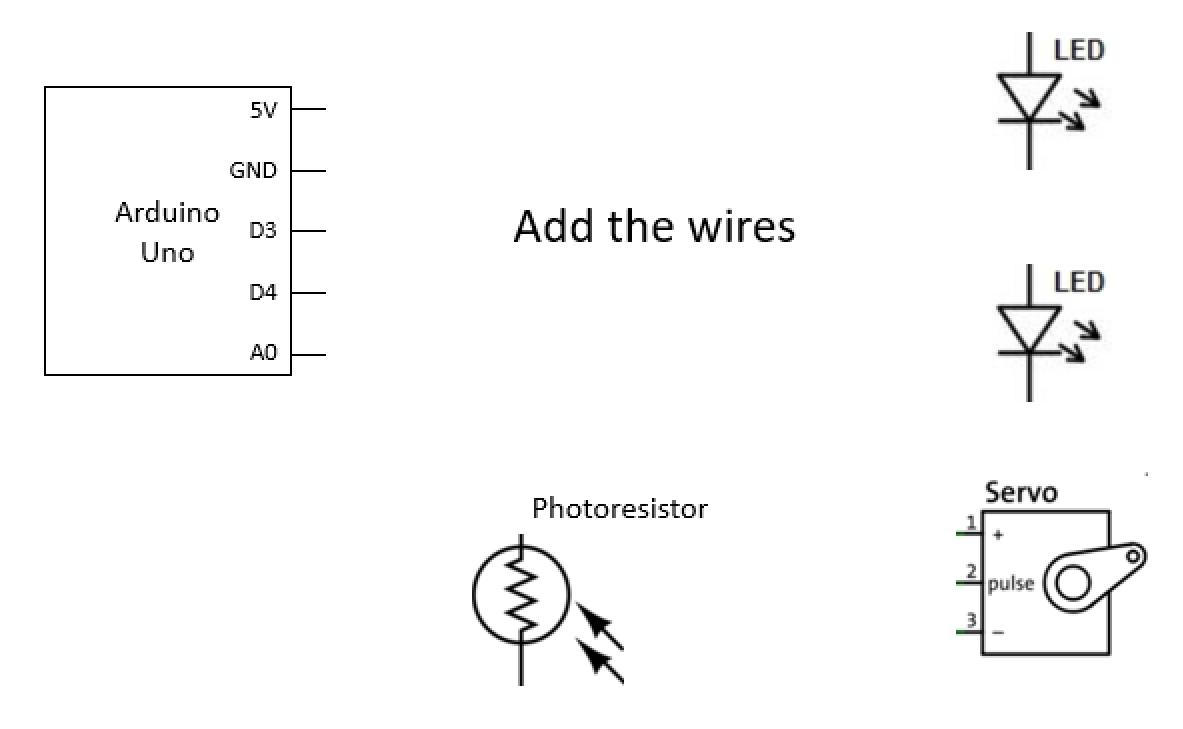 LED
5V
GND
Arduino
Uno
D3
Add the wires
D4
LED
A0
Photoresistor
Servo
1
+
2
pulse
3
–